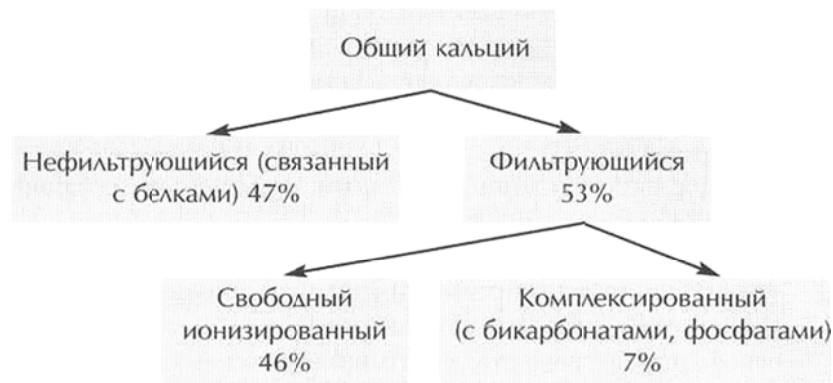 Общий кальций
Нефильтрующийся (связанный
с белками) 47%
Фильтрующийся
53%
Свободный
ионизированный
46%
Комплексированный
(с бикарбонатами, фосфатами)
7%